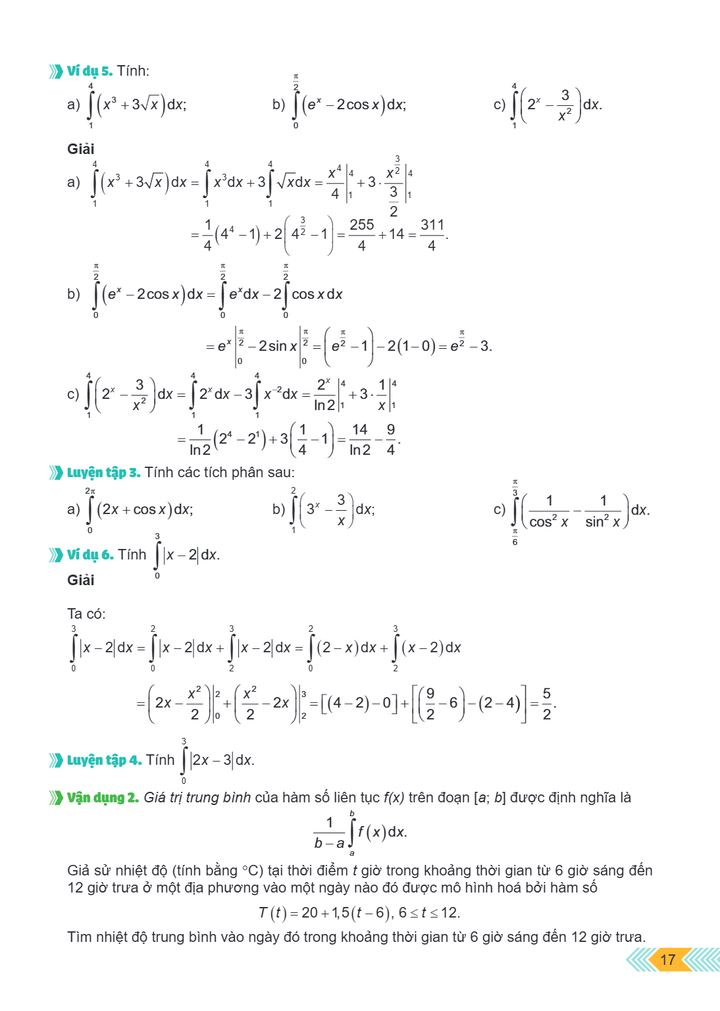 Ví dụ 5. Tính:
a) ∫₁⁴ (x³ + 3√x) dx; b) ∫₀^(π/2) (eˣ − 2cos x) dx; c) ∫₁⁴ (2ˣ − 3/x²) dx.
Giải
a) ∫₁⁴ (x³ + 3√x) dx = ∫₁⁴ x³dx + 3∫₁⁴ √x dx = x⁴/4 |₁⁴ + 3 · x^(3/2)/(3/2) |₁⁴
= 1/4 (4⁴ − 1) + 2(4^(3/2) − 1) = 255/4 + 14 = 311/4.
b) ∫₀^(π/2) (eˣ − 2cos x) dx = ∫₀^(π/2) eˣdx − 2∫₀^(π/2) cos x dx
= eˣ |₀^(π/2) − 2sin x |₀^(π/2) = (e^(π/2) − 1) − 2(1 − 0) = e^(π/2) − 3.
c) ∫₁⁴ (2ˣ − 3/x²) dx = ∫₁⁴ 2ˣ dx − 3∫₁⁴ x⁻²dx = 2ˣ/ln2 |₁⁴ + 3 · 1/x |₁⁴
= 1/ln2 (2⁴ − 2¹) + 3(1/4 − 1) = 14/ln2 − 9/4.
Luyện tập 3. Tính các tích phân sau:
a) ∫₀^(2π) (2x + cos x) dx; b) ∫₁² (3ˣ − 3/x) dx; c) ∫_(π/6)^(π/3) (1/cos² x − 1/sin² x) dx.
Ví dụ 6. Tính ∫₀³ |x − 2| dx.
Giải
Ta có:
∫₀³ |x − 2| dx = ∫₀² |x − 2| dx + ∫₂³ |x − 2| dx = ∫₀² (2 − x) dx + ∫₂³ (x − 2) dx
= (2x − x²/2) |₀² + (x²/2 − 2x) |₂³ = [(4 − 2) − 0] + [(9/2 − 6) − (2 − 4)] = 5/2.
Luyện tập 4. Tính ∫₀³ |2x − 3| dx.
Vận dụng 2. Giá trị trung bình của hàm số liên tục f(x) trên đoạn [a; b] được định nghĩa là
1/(b − a) ∫ₐᵇ f(x) dx.
Giả sử nhiệt độ (tính bằng °C) tại thời điểm t giờ trong khoảng thời gian từ 6 giờ sáng đến
12 giờ trưa ở một địa phương vào một ngày nào đó được mô hình hoá bởi hàm số
T(t) = 20 + 1,5(t − 6), 6 ≤ t ≤ 12.
Tìm nhiệt độ trung bình vào ngày đó trong khoảng thời gian từ 6 giờ sáng đến 12 giờ trưa.
17